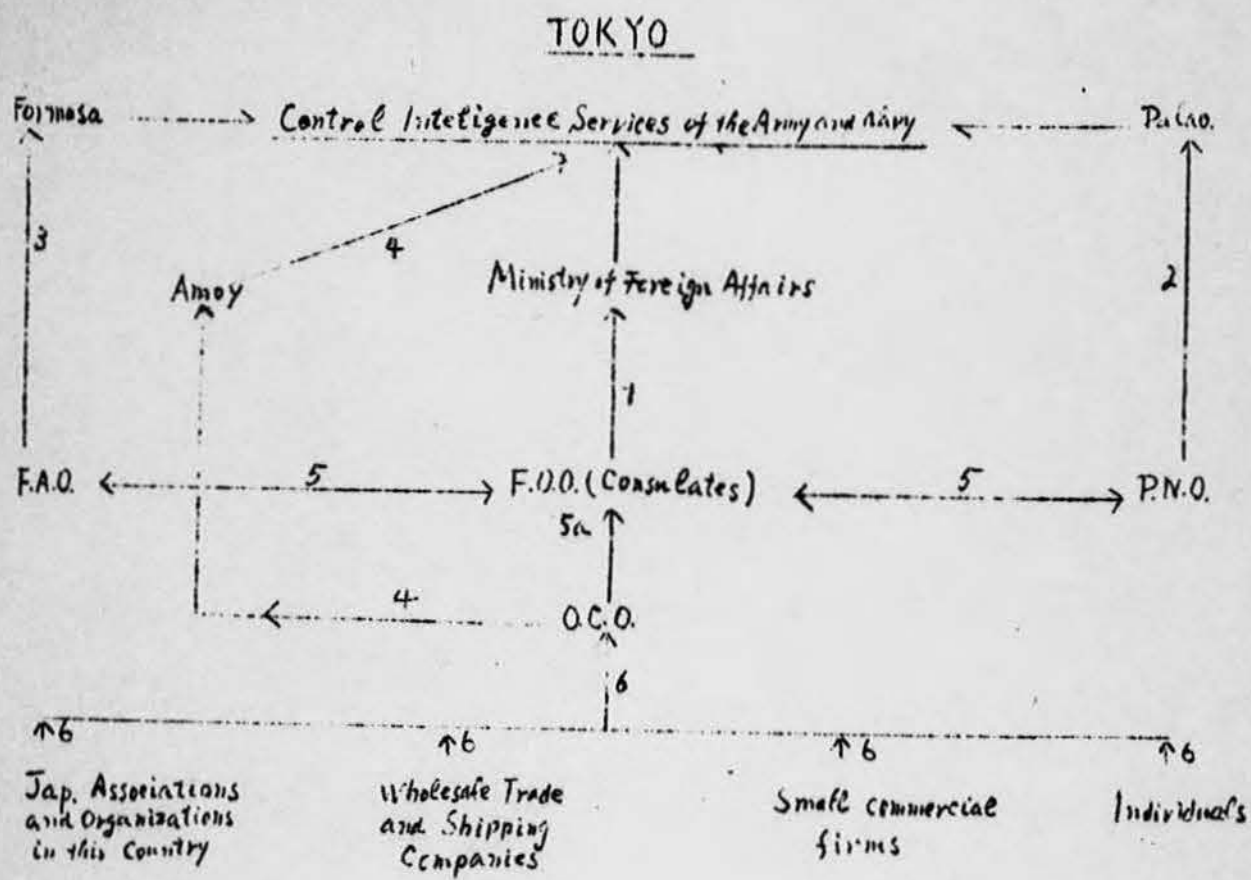 TOKYO
Formosa
Control Inteligence Services of the Army and Navy
Palao.
3
4
2
Amoy
Ministry of Foreign Affairs
1
F.A.O.
5
F.O.O. (Consulates)
5
P.N.O.
5a
4
O.C.O.
6
6
6
6
6
Jap. Associations
and Organizations
in this Country
Wholesale Trade
and Shipping
Companies
Small commercial
firms
Individuals